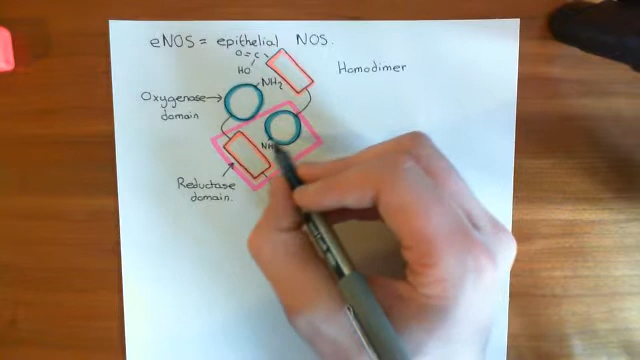 eNOS = epithelial NOS.
O=C
HO
NH2
Homodimer
Oxygenase
domain
NH
Reductase
domain.